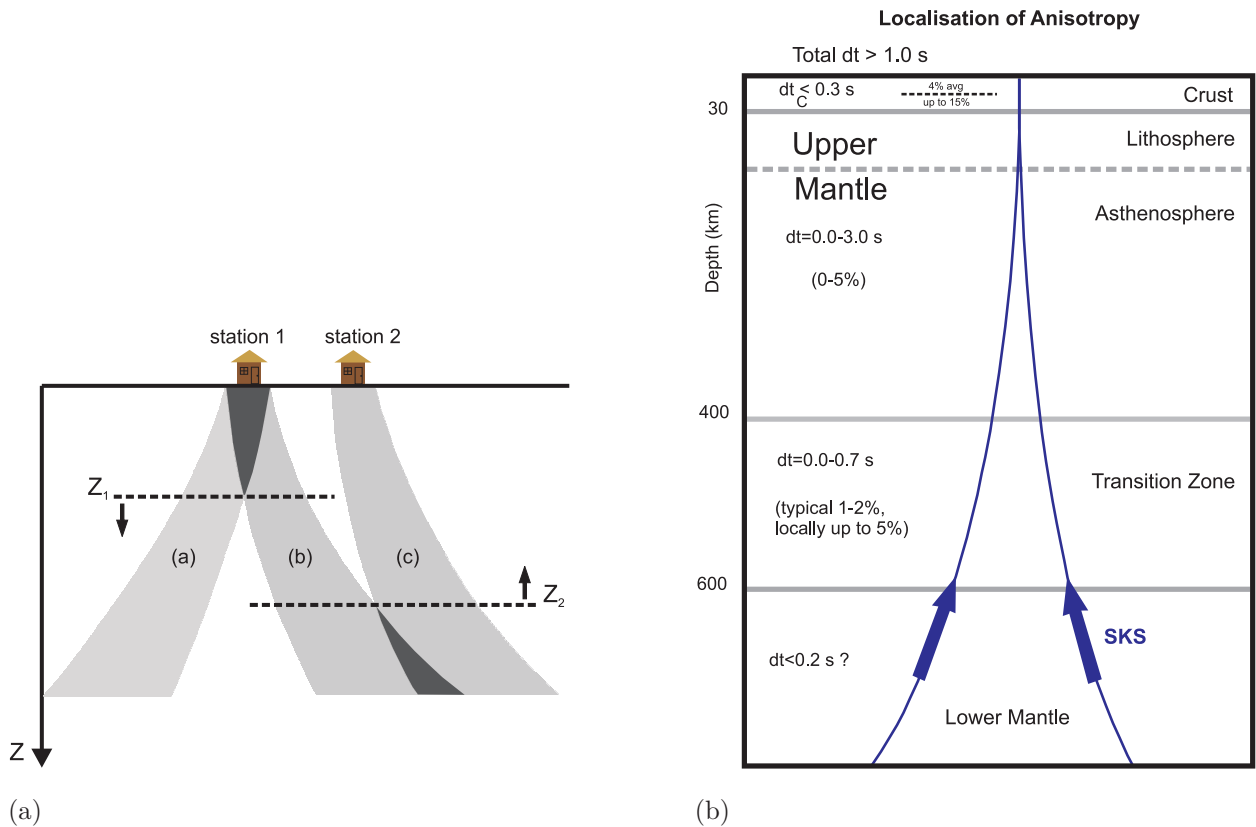 station 1
station 2
Z1
(a)
(b)
(c)
Z2
Z
(a)
Localisation of Anisotropy
Total dt > 1.0 s
dt < 0.3 s
C
4% avg
up to 15%
Crust
30
Upper
Lithosphere
Mantle
Asthenosphere
Depth (km)
dt=0.0-3.0 s
(0-5%)
400
dt=0.0-0.7 s
(typical 1-2%,
locally up to 5%)
Transition Zone
600
SKS
dt<0.2 s ?
Lower Mantle
(b)